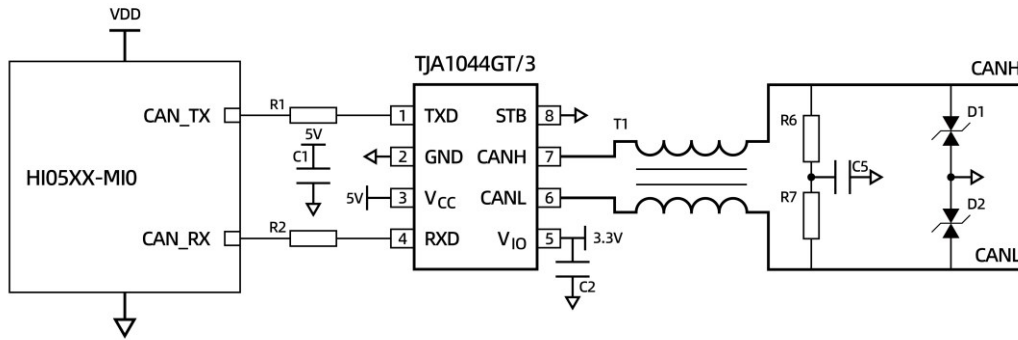 VDD
TJA1044GT/3
CANH
CAN_TX
R1
1
TXD
STB
8
T1
R6
D1
5V
C1
2
GND
CANH
7
HI05XX-MI0
C5
5V
3
VCC
CANL
6
R7
D2
CAN_RX
R2
4
RXD
VIO
5
3.3V
CANL
C2